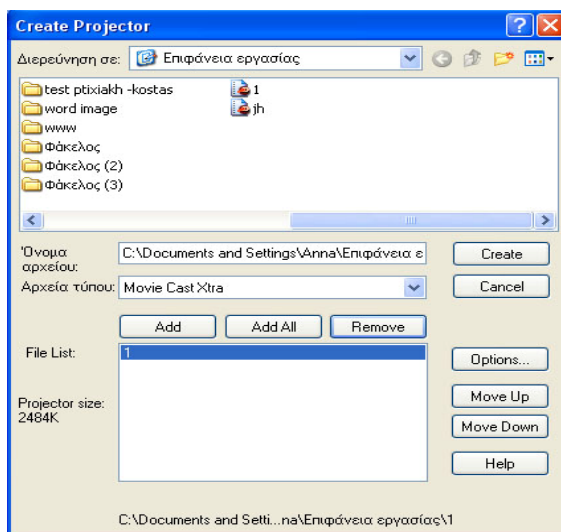 Create Projector
Διερεύνηση σε: Επιφάνεια εργασίας
test ptixiakh -kostas
word image
www
Φάκελος
Φάκελος (2)
Φάκελος (3)
1
jh
Όνομα αρχείου: C:\Documents and Settings\Anna\Επιφάνεια ε
Create
Αρχεία τύπου: Movie Cast Xtra
Cancel
Add Add All Remove
File List:
1
Options...
Projector size:
2484K
Move Up
Move Down
Help
C:\Documents and Setti...na\Επιφάνεια εργασίας\1